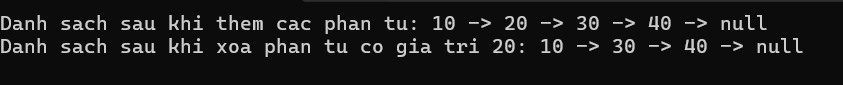 Danh sach sau khi them cac phan tu: 10 -> 20 -> 30 -> 40 -> null
Danh sach sau khi xoa phan tu co gia tri 20: 10 -> 30 -> 40 -> null